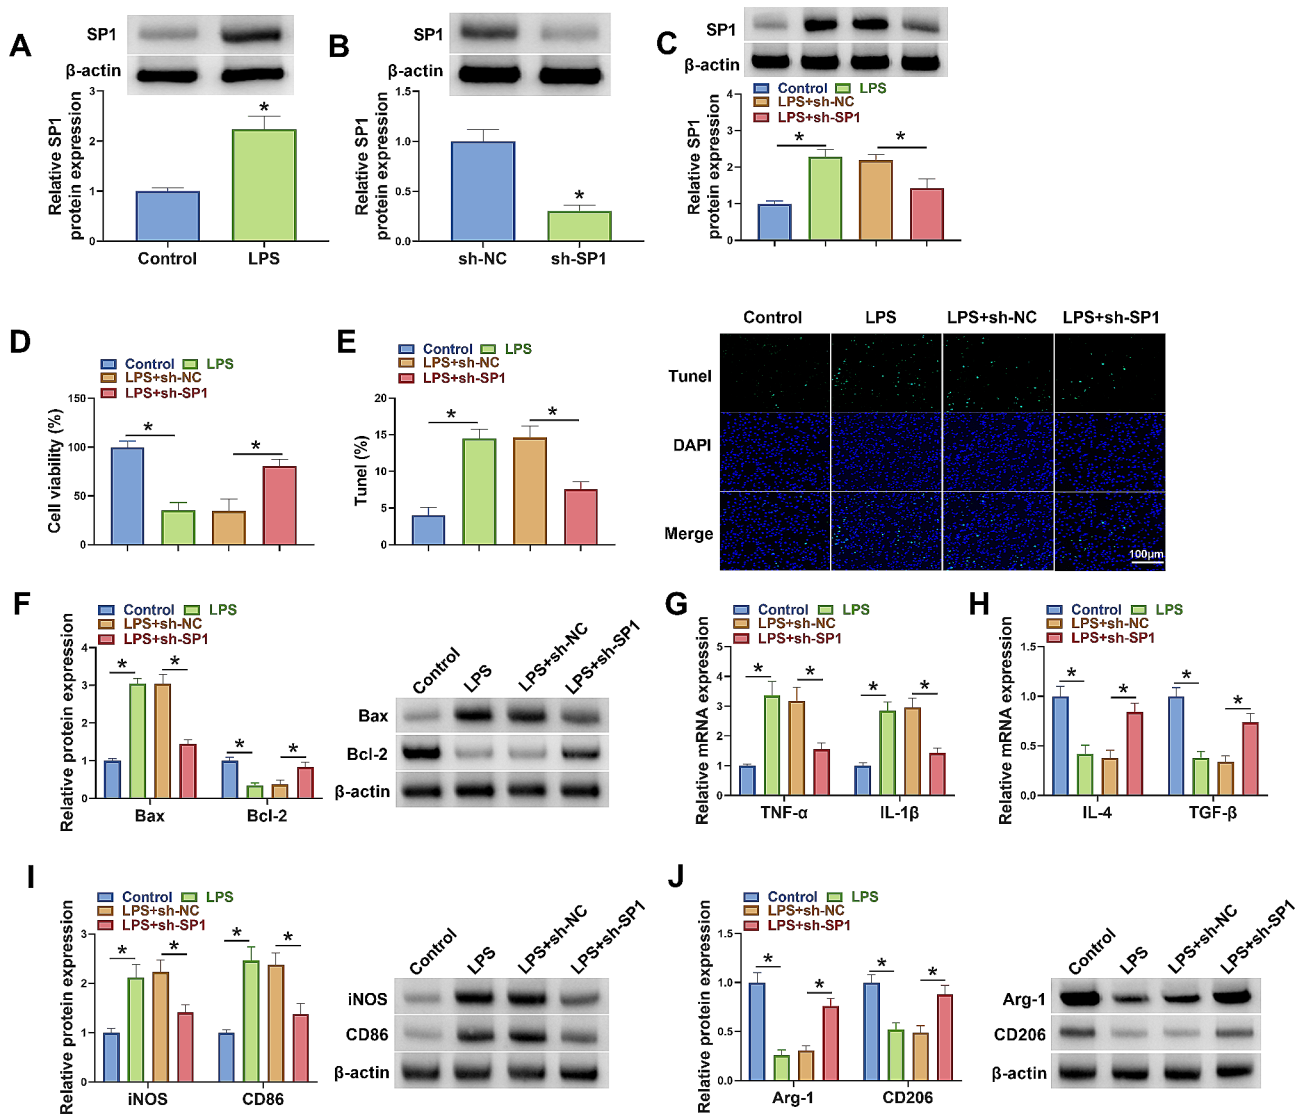 A
SP1
β-actin
Relative SP1
protein expression
3
2
1
0
*
Control LPS
B
SP1
β-actin
Relative SP1
protein expression
1.5
1.0
0.5
0.0
*
sh-NC sh-SP1
C
SP1
β-actin
Control LPS
LPS+sh-NC
LPS+sh-SP1
Relative SP1
protein expression
4
3
2
1
0
* *
D
Control LPS
LPS+sh-NC
LPS+sh-SP1
Cell viability (%)
150
100
50
0
* *
E
Control LPS
LPS+sh-NC
LPS+sh-SP1
Tunel (%)
20
15
10
5
0
* *
Control LPS LPS+sh-NC LPS+sh-SP1
Tunel
DAPI
Merge
100μm
F
Control LPS
LPS+sh-NC
LPS+sh-SP1
Relative protein expression
4
3
2
1
0
* * * *
Bax Bcl-2
Control LPS LPS+sh-NC LPS+sh-SP1
Bax
Bcl-2
β-actin
G
Control LPS
LPS+sh-NC
LPS+sh-SP1
Relative mRNA expression
5
4
3
2
1
0
* * * *
TNF-α IL-1β
H
Control LPS
LPS+sh-NC
LPS+sh-SP1
Relative mRNA expression
1.5
1.0
0.5
0.0
* * * *
IL-4 TGF-β
I
Control LPS
LPS+sh-NC
LPS+sh-SP1
Relative protein expression
3
2
1
0
* * * *
iNOS CD86
Control LPS LPS+sh-NC LPS+sh-SP1
iNOS
CD86
β-actin
J
Control LPS
LPS+sh-NC
LPS+sh-SP1
Relative protein expression
1.5
1.0
0.5
0.0
* * * *
Arg-1 CD206
Control LPS LPS+sh-NC LPS+sh-SP1
Arg-1
CD206
β-actin